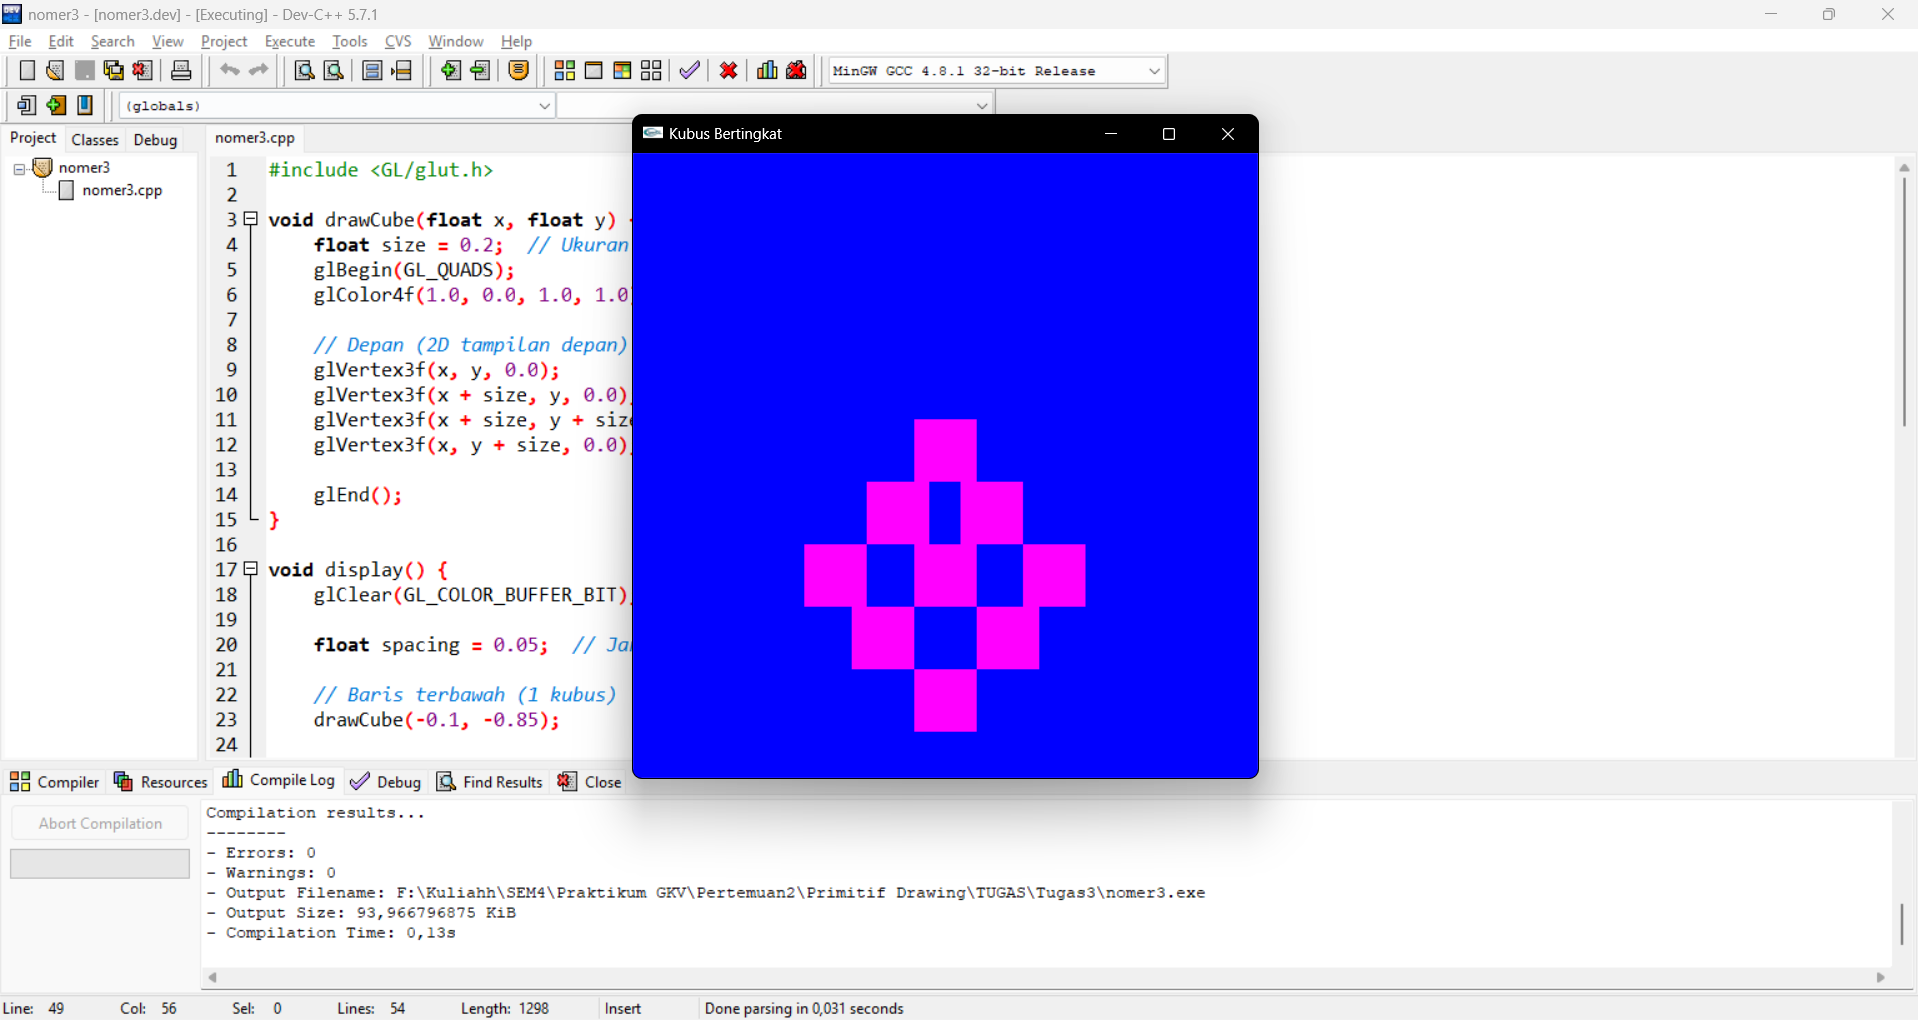 nomer3 - [nomer3.dev] - [Executing] - Dev-C++ 5.7.1
File Edit Search View Project Execute Tools CVS Window Help
MinGW GCC 4.8.1 32-bit Release
(globals)
Project Classes Debug
nomer3
nomer3.cpp
nomer3.cpp
1 #include <GL/glut.h>
2
3 void drawCube(float x, float y)
4 float size = 0.2; // Ukuran
5 glBegin(GL_QUADS);
6 glColor4f(1.0, 0.0, 1.0, 1.0
7
8 // Depan (2D tampilan depan)
9 glVertex3f(x, y, 0.0);
10 glVertex3f(x + size, y, 0.0)
11 glVertex3f(x + size, y + size
12 glVertex3f(x, y + size, 0.0)
13
14 glEnd();
15 }
16
17 void display() {
18 glClear(GL_COLOR_BUFFER_BIT)
19
20 float spacing = 0.05; // Ja
21
22 // Baris terbawah (1 kubus)
23 drawCube(-0.1, -0.85);
24
Kubus Bertingkat
Compiler Resources Compile Log Debug Find Results Close
Abort Compilation
Compilation results...
--------
- Errors: 0
- Warnings: 0
- Output Filename: F:\Kuliahh\SEM4\Praktikum GKV\Pertemuan2\Primitif Drawing\TUGAS\Tugas3\nomer3.exe
- Output Size: 93,966796875 KiB
- Compilation Time: 0,13s
Line: 49 Col: 56 Sel: 0 Lines: 54 Length: 1298 Insert Done parsing in 0,031 seconds